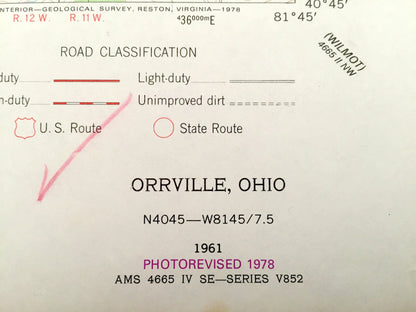 40°45'
NTERIOR—GEOLOGICAL SURVEY, RESTON, VIRGINIA—1978
R. 12 W. R. 11 W. 436000mE 81°45'
(WILMOT)
4665 II NW
ROAD CLASSIFICATION
duty Light-duty
-duty Unimproved dirt
U. S. Route State Route
ORRVILLE, OHIO
N4045—W8145/7.5
1961
PHOTOREVISED 1978
AMS 4665 IV SE—SERIES V852